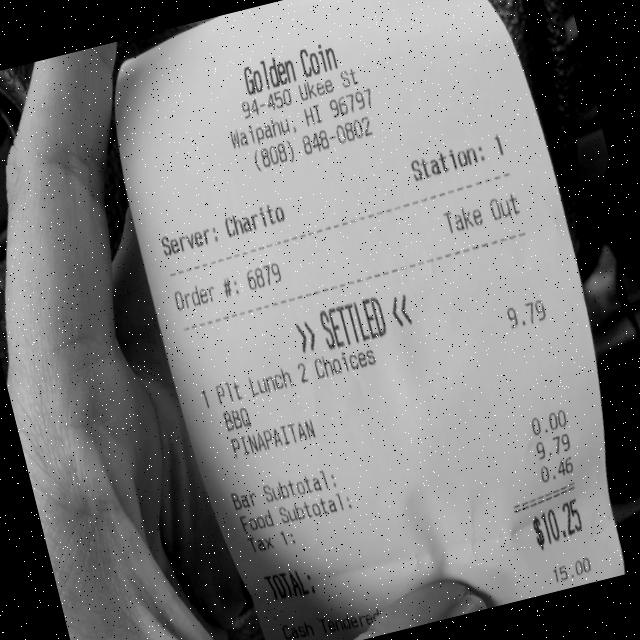 Golden Coin
94-450 Ukee St
Waipahu, HI 96797
(808) 848-0802
Station: 1
Server: Charito
Take Out
Order #: 6879
>> SETTLED <<
1 Plt Lunch 2 Choices 9.79
BBQ
PINAPAITAN
Bar Subtotal: 0.00
Food Subtotal: 9.79
Tax 1: 0.46
TOTAL: $10.25
Cash Tendered 15.00